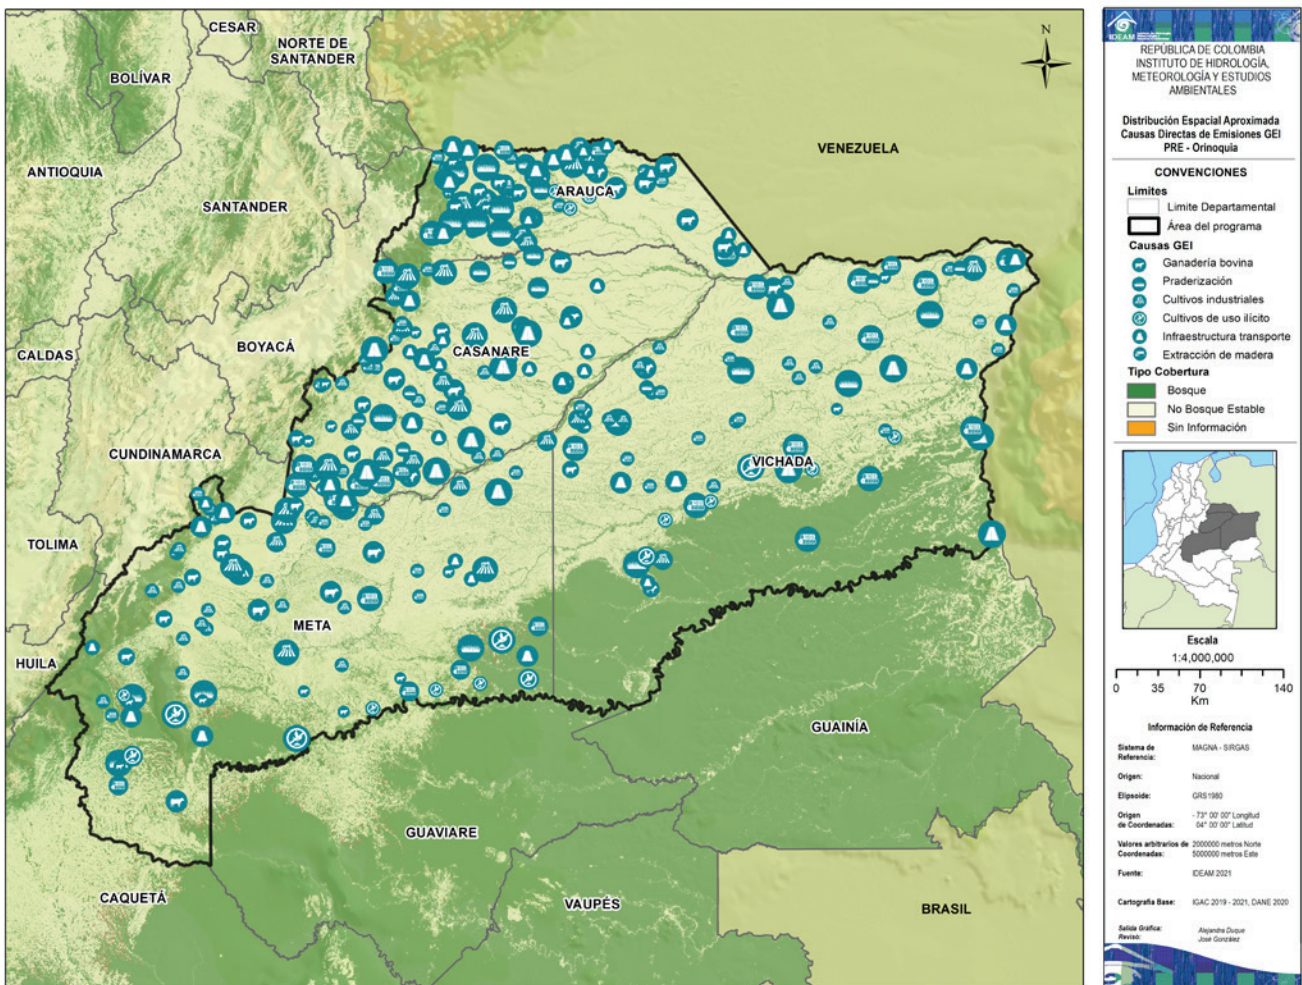 CESAR
NORTE DE
SANTANDER
BOLÍVAR
N
VENEZUELA
ANTIOQUIA
ARAUCA
SANTANDER
BOYACÁ
CALDAS
CASANARE
CUNDINAMARCA
VICHADA
TOLIMA
META
HUILA
GUAINÍA
GUAVIARE
CAQUETÁ
VAUPÉS
BRASIL
IDEAM
REPÚBLICA DE COLOMBIA
INSTITUTO DE HIDROLOGÍA,
METEOROLOGÍA Y ESTUDIOS
AMBIENTALES
Distribución Espacial Aproximada
Causas Directas de Emisiones GEI
PRE - Orinoquia
CONVENCIONES
Limites
Limite Departamental
Área del programa
Causas GEI
Ganadería bovina
Praderización
Cultivos industriales
Cultivos de uso ilícito
Infraestructura transporte
Extracción de madera
Tipo Cobertura
Bosque
No Bosque Estable
Sin Información
Escala
1:4,000,000
0 35 70 140
Km
Información de Referencia
Sistema de
Referencia: MAGNA - SIRGAS
Origen: Nacional
Elipsoide: GRS1980
Origen - 73° 00' 00" Longitud
de Coordenadas: 04° 00' 00" Latitud
Valores arbitrarios de 2000000 metros Norte
Coordenadas: 5000000 metros Este
Fuente: IDEAM 2021
Cartografía Base: IGAC 2019 - 2021, DANE 2020
Salida Gráfica: Alejandra Duque
Revisó: José González